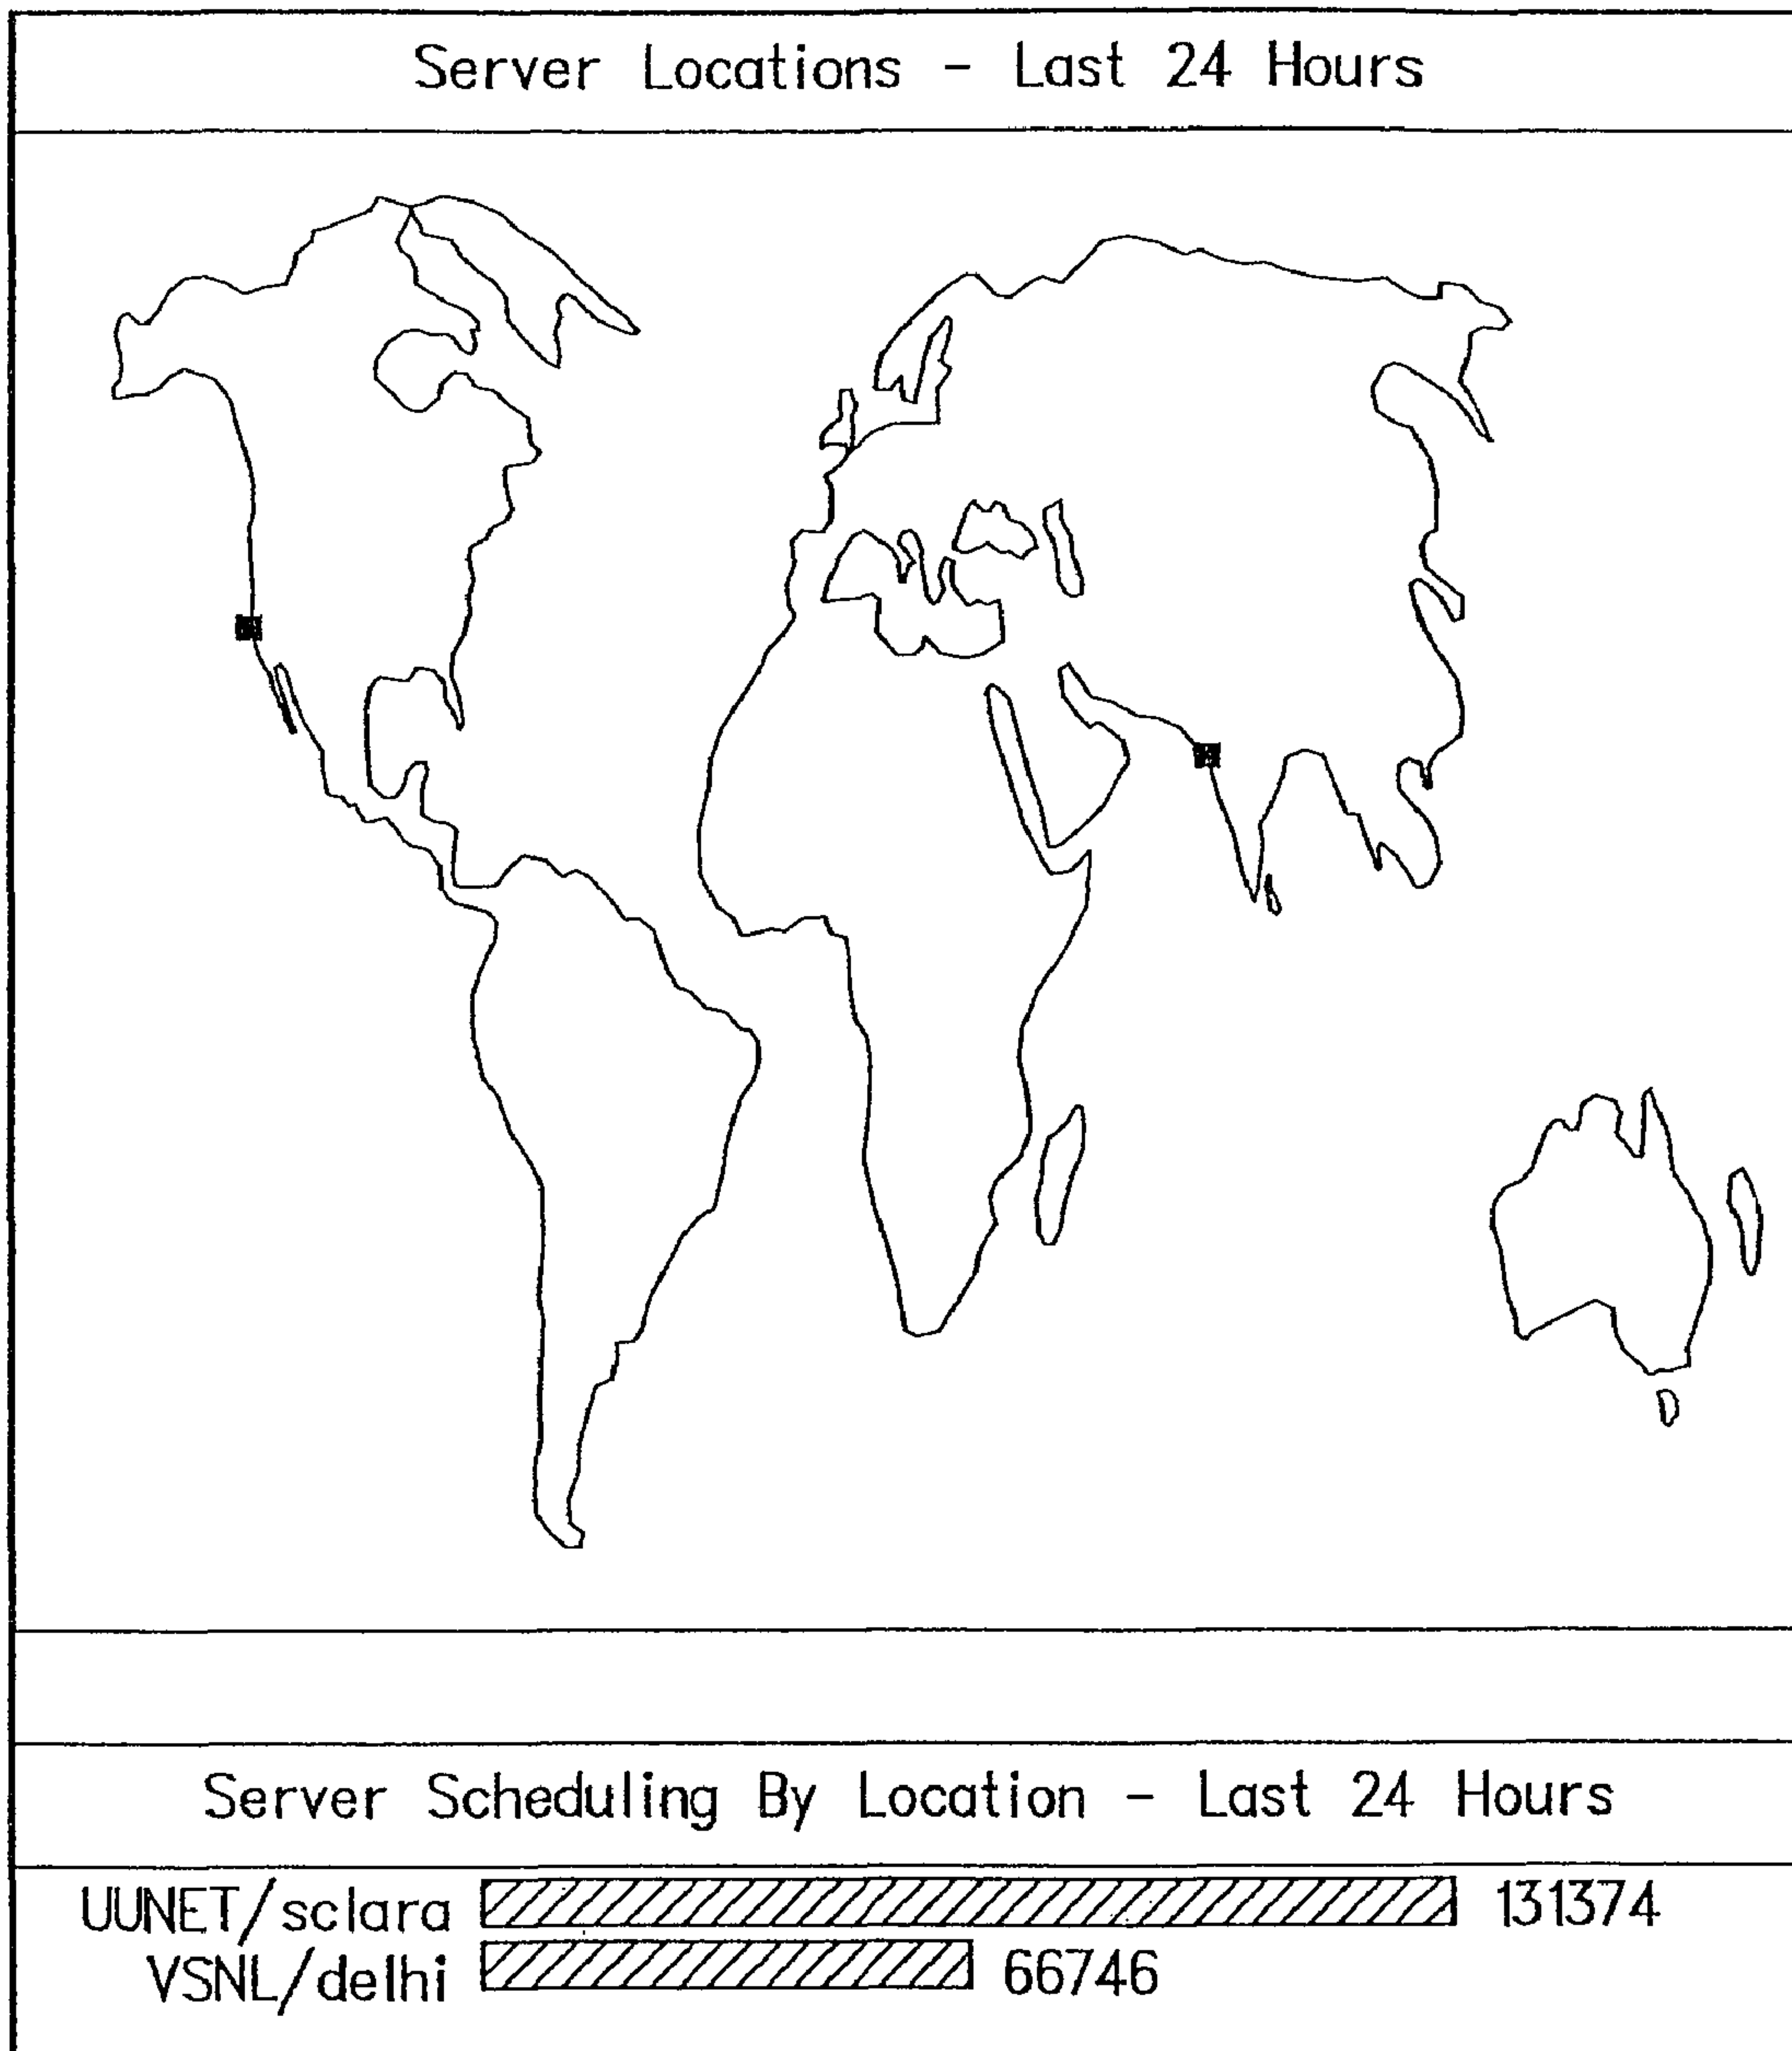 Server Locations - Last 24 Hours
Server Scheduling By Location - Last 24 Hours
UUNET/sclara 131374
VSNL/delhi 66746